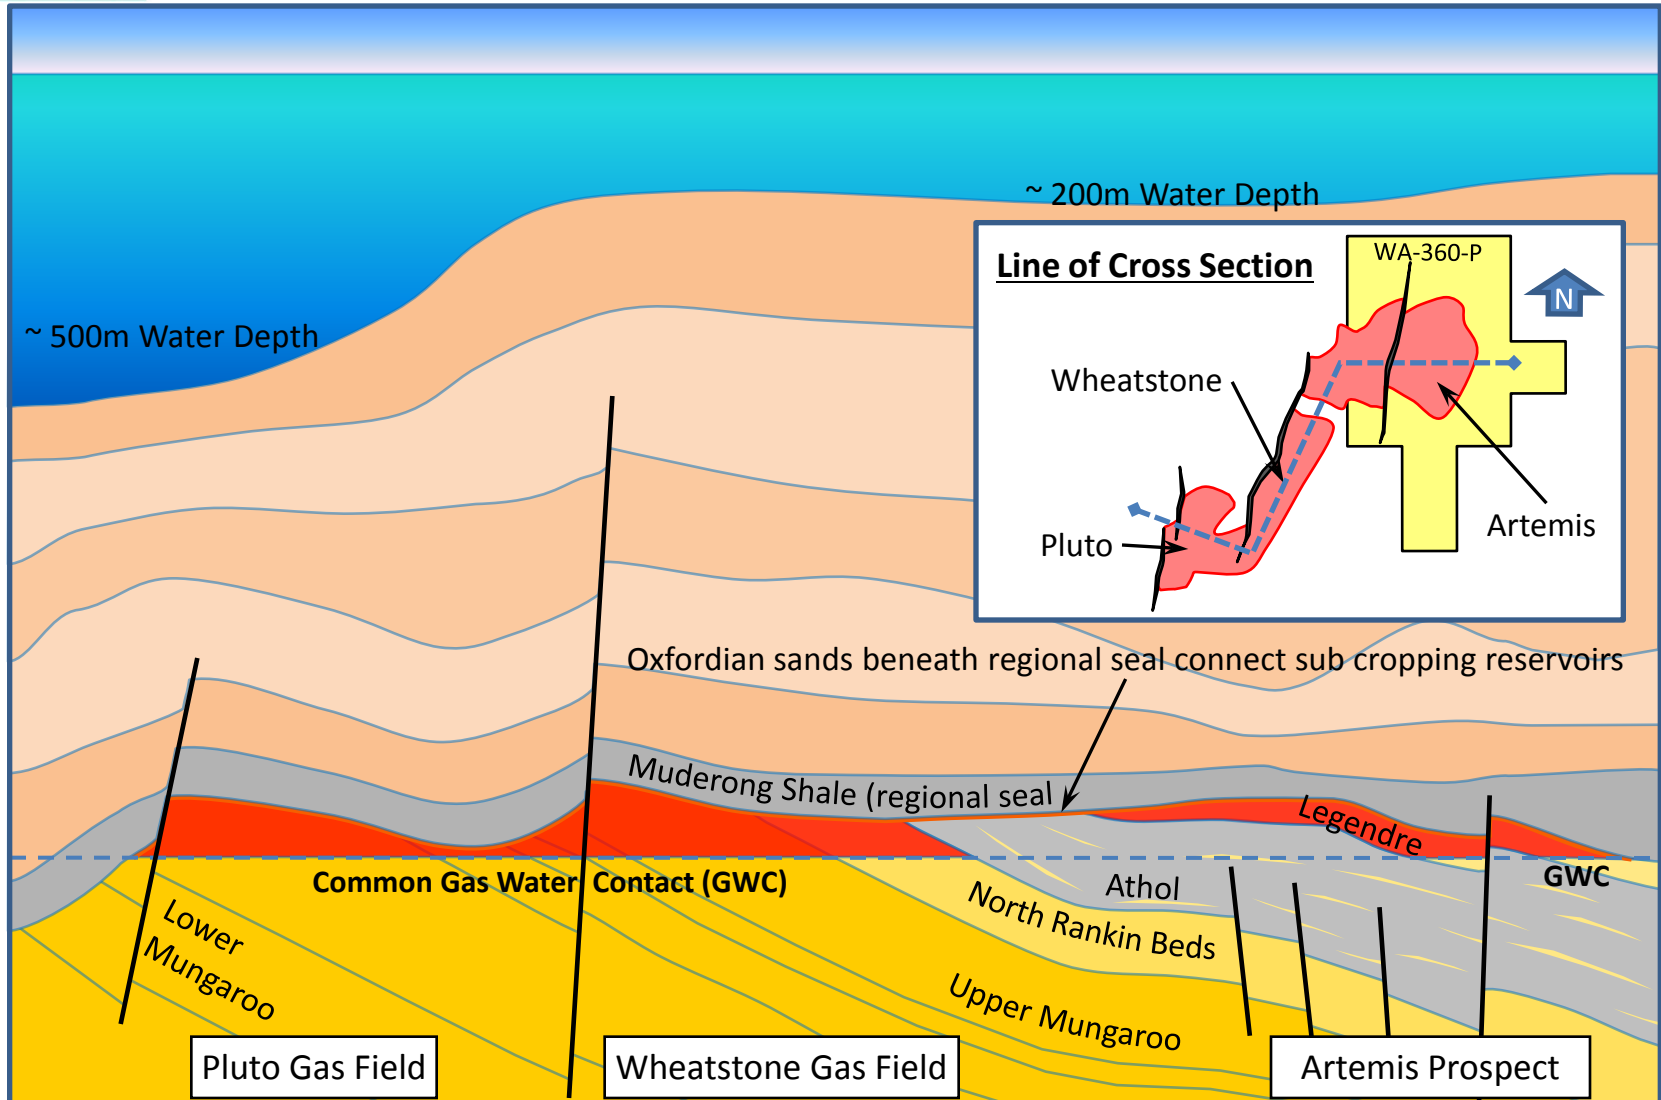 ~ 200m Water Depth
Line of Cross Section
WA-360-P
N
~ 500m Water Depth
Wheatstone
Artemis
Pluto
Oxfordian sands beneath regional seal connect sub cropping reservoirs
Muderong Shale (regional seal
Legendre
Common Gas Water Contact (GWC)
GWC
Athol
North Rankin Beds
Lower
Mungaroo
Upper Mungaroo
Pluto Gas Field
Wheatstone Gas Field
Artemis Prospect